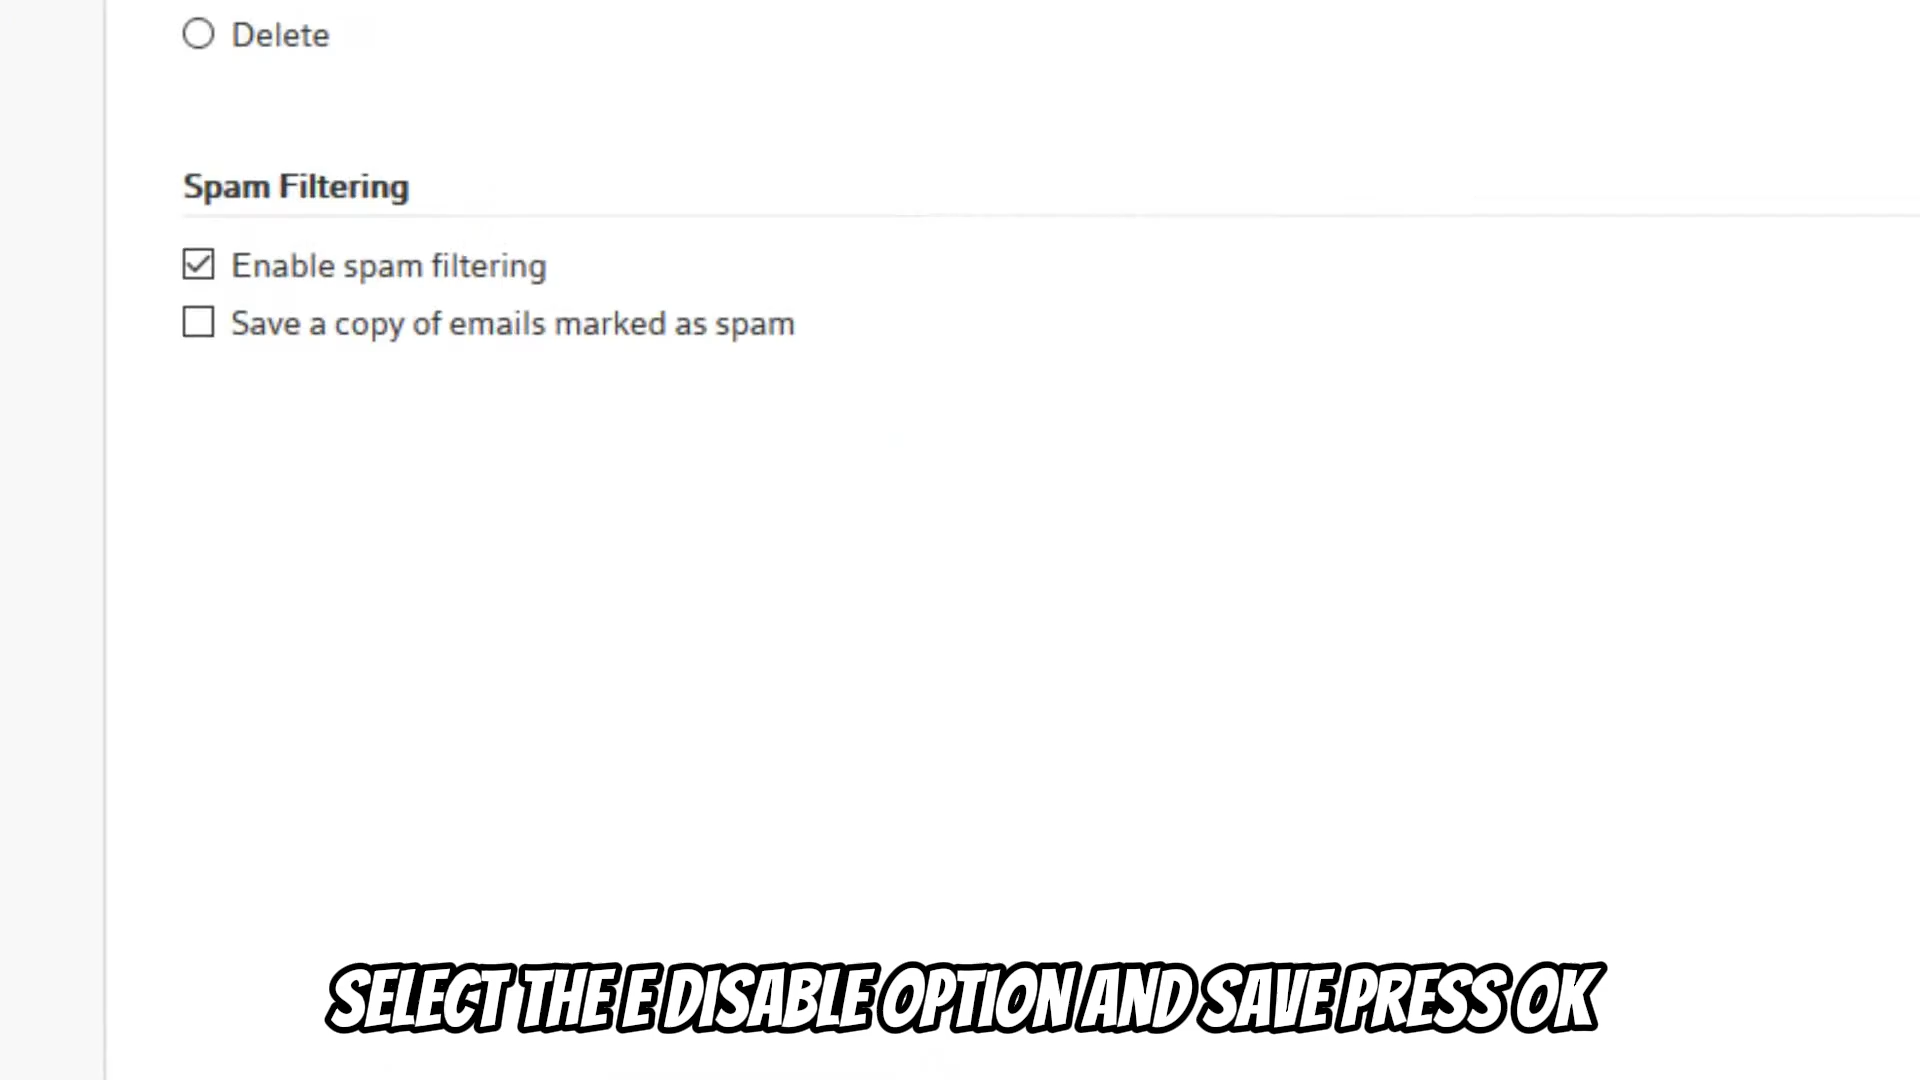 Delete
Spam Filtering
Enable spam filtering
Save a copy of emails marked as spam
SELECT THE E DISABLE OPTION AND SAVE PRESS OK